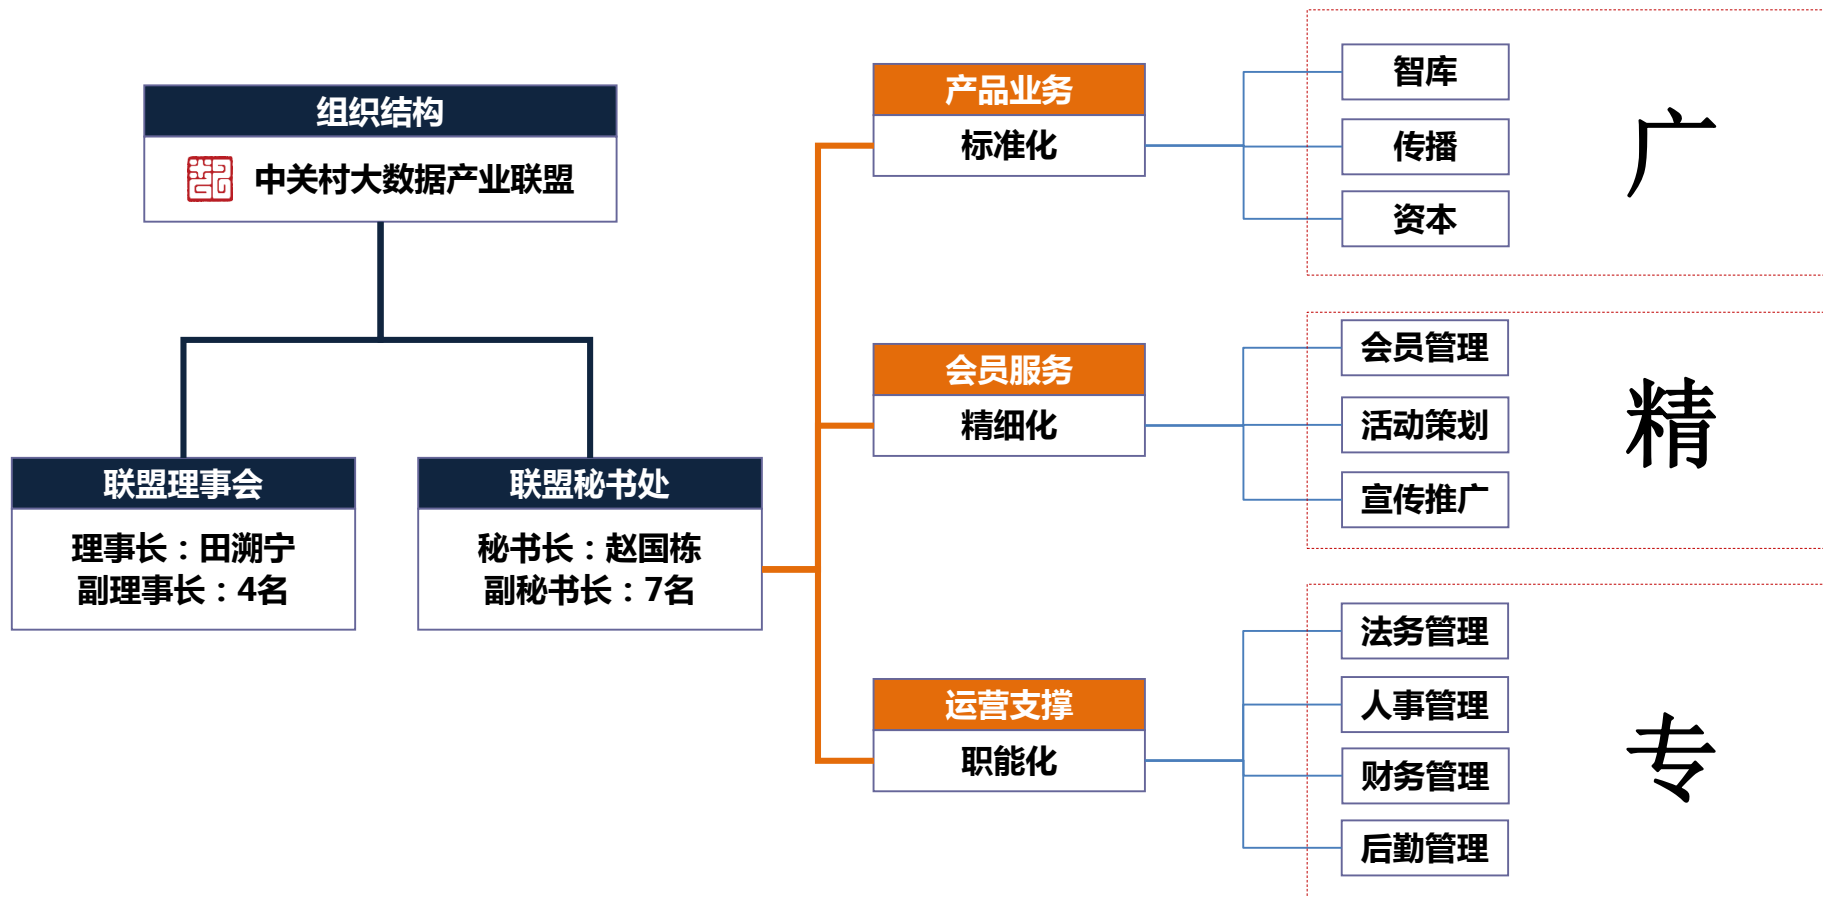 组织结构
中关村大数据产业联盟
联盟理事会
理事长：田溯宁
副理事长：4名
联盟秘书处
秘书长：赵国栋
副秘书长：7名
产品业务
标准化
智库
传播
资本
广
会员服务
精细化
会员管理
活动策划
宣传推广
精
运营支撑
职能化
法务管理
人事管理
财务管理
后勤管理
专